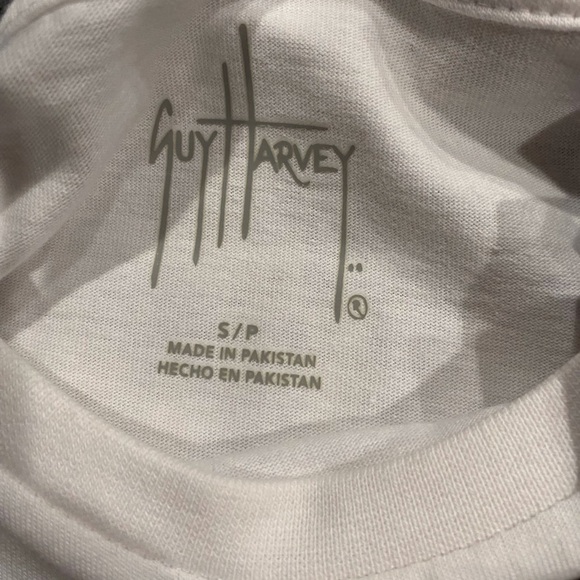 GUY HARVEY
®
S/P
MADE IN PAKISTAN
HECHO EN PAKISTAN